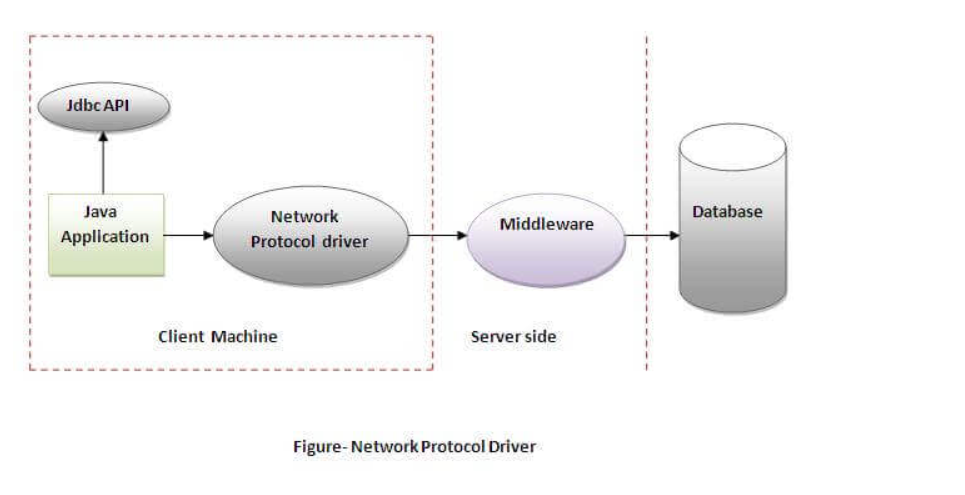 Jdbc API
Java
Application
Network
Protocol driver
Middleware
Database
Client Machine
Server side
Figure- Network Protocol Driver